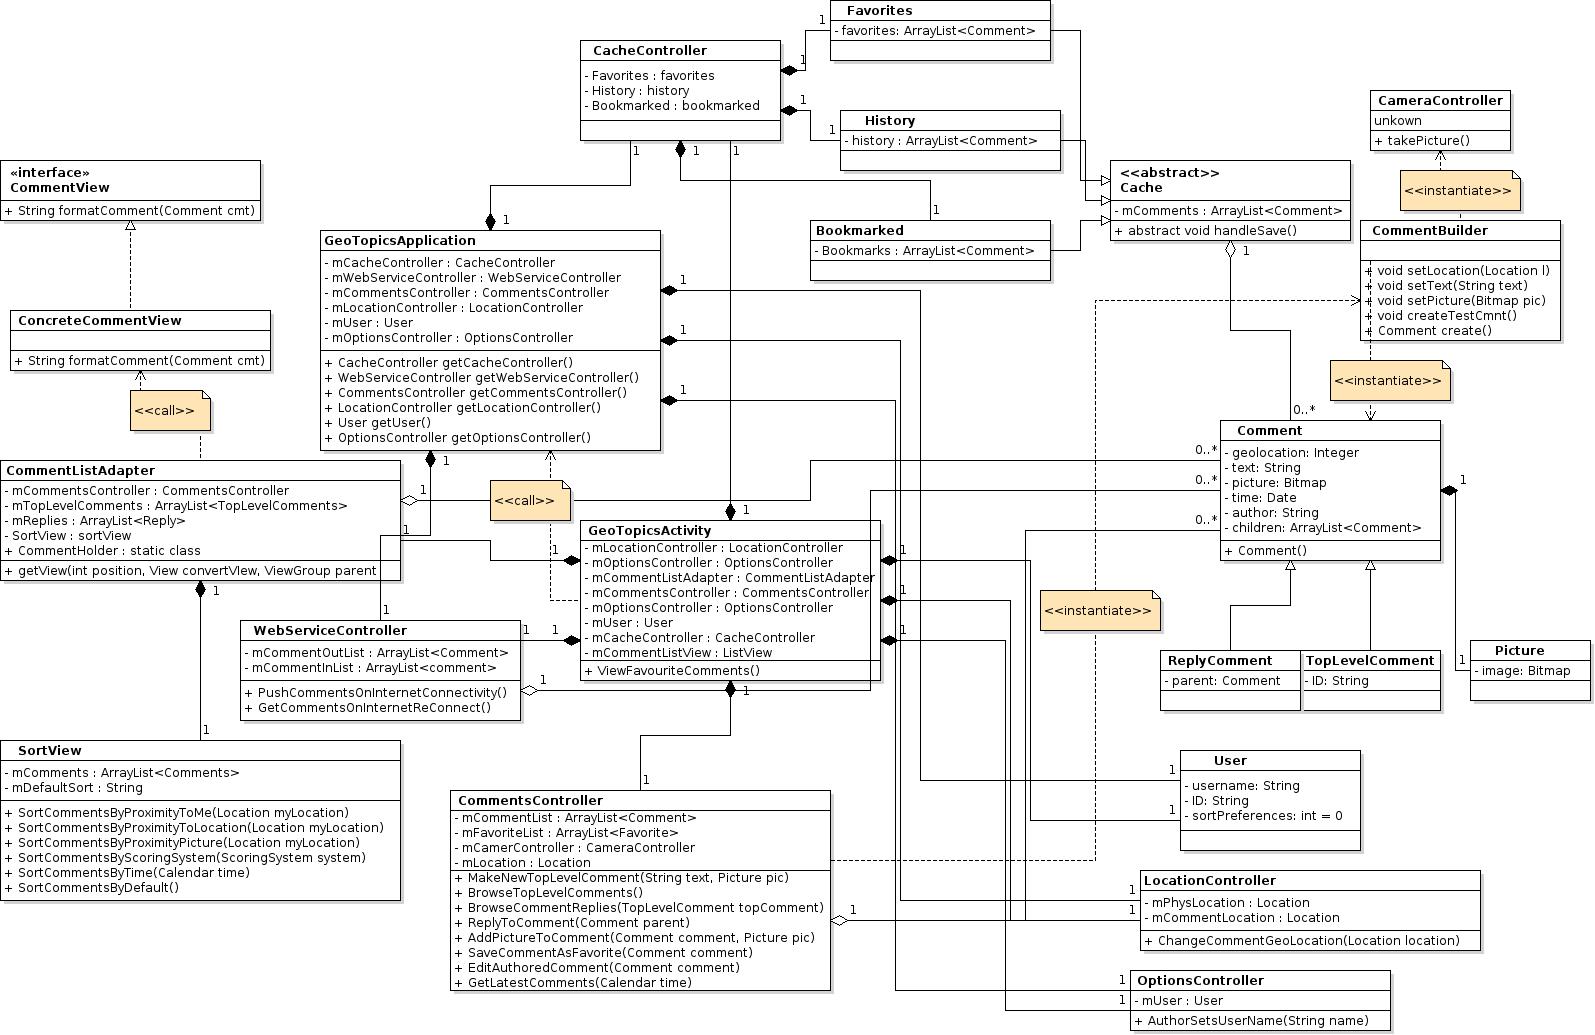 Favorites
- favorites: ArrayList<Comment>
1
1
CacheController
- Favorites : favorites
- History : history
- Bookmarked : bookmarked
1
1
1
1
1
History
- history : ArrayList<Comment>
CameraController
unkown
+ takePicture()
<<instantiate>>
«interface»
CommentView
+ String formatComment(Comment cmt)
<<abstract>>
Cache
- mComments : ArrayList<Comment>
+ abstract void handleSave()
1
1
Bookmarked
- Bookmarks : ArrayList<Comment>
CommentBuilder
+ void setLocation(Location l)
+ void setText(String text)
+ void setPicture(Bitmap pic)
+ void createTestCmnt()
+ Comment create()
<<instantiate>>
1
GeoTopicsApplication
- mCacheController : CacheController
- mWebServiceController : WebServiceController
- mCommentsController : CommentsController
- mLocationController : LocationController
- mUser : User
- mOptionsController : OptionsController
+ CacheController getCacheController()
+ WebServiceController getWebServiceController()
+ CommentsController getCommentsController()
+ LocationController getLocationController()
+ User getUser()
+ OptionsController getOptionsController()
1
1
1
1
ConcreteCommentView
+ String formatComment(Comment cmt)
<<call>>
CommentListAdapter
- mCommentsController : CommentsController
- mTopLevelComments : ArrayList<TopLevelComments>
- mReplies : ArrayList<Reply>
- SortView : sortView
+ CommentHolder : static class
+ getView(int position, View convertVIew, ViewGroup parent
1
1
1
<<call>>
0..*
0..*
0..*
0..*
Comment
- geolocation: Integer
- text: String
- picture: Bitmap
- time: Date
- author: String
- children: ArrayList<Comment>
+ Comment()
1
1
GeoTopicsActivity
- mLocationController : LocationController
- mOptionsController : OptionsController
- mCommentListAdapter : CommentListAdapter
- mCommentsController : CommentsController
- mOptionsController : OptionsController
- mUser : User
- mCacheController : CacheController
- mCommentListView : ListView
+ ViewFavouriteComments()
1
1
1
1
1
1
<<instantiate>>
1
WebServiceController
- mCommentOutList : ArrayList<Comment>
- mCommentInList : ArrayList<comment>
+ PushCommentsOnInternetConnectivity()
+ GetCommentsOnInternetReConnect()
1
1
ReplyComment
- parent: Comment
TopLevelComment
- ID: String
1
Picture
- image: Bitmap
1
SortView
- mComments : ArrayList<Comments>
- mDefaultSort : String
+ SortCommentsByProximityToMe(Location myLocation)
+ SortCommentsByProximityToLocation(Location myLocation)
+ SortCommentsByProximityPicture(Location myLocation)
+ SortCommentsByScoringSystem(ScoringSystem system)
+ SortCommentsByTime(Calendar time)
+ SortCommentsByDefault()
1
CommentsController
- mCommentList : ArrayList<Comment>
- mFavoriteList : ArrayList<Favorite>
- mCamerController : CameraController
- mLocation : Location
+ MakeNewTopLevelComment(String text, Picture pic)
+ BrowseTopLevelComments()
+ BrowseCommentReplies(TopLevelComment topComment)
+ ReplyToComment(Comment parent)
+ AddPictureToComment(Comment comment, Picture pic)
+ SaveCommentAsFavorite(Comment comment)
+ EditAuthoredComment(Comment comment)
+ GetLatestComments(Calendar time)
1
1
1
User
- username: String
- ID: String
- sortPreferences: int = 0
1
1
LocationController
- mPhysLocation : Location
- mCommentLocation : Location
+ ChangeCommentGeoLocation(Location location)
1
1
OptionsController
- mUser : User
+ AuthorSetsUserName(String name)